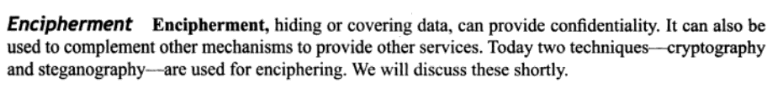 Encipherment Encipherment, hiding or covering data, can provide confidentiality. It can also be
used to complement other mechanisms to provide other services. Today two techniques—cryptography
and steganography—are used for enciphering. We will discuss these shortly.